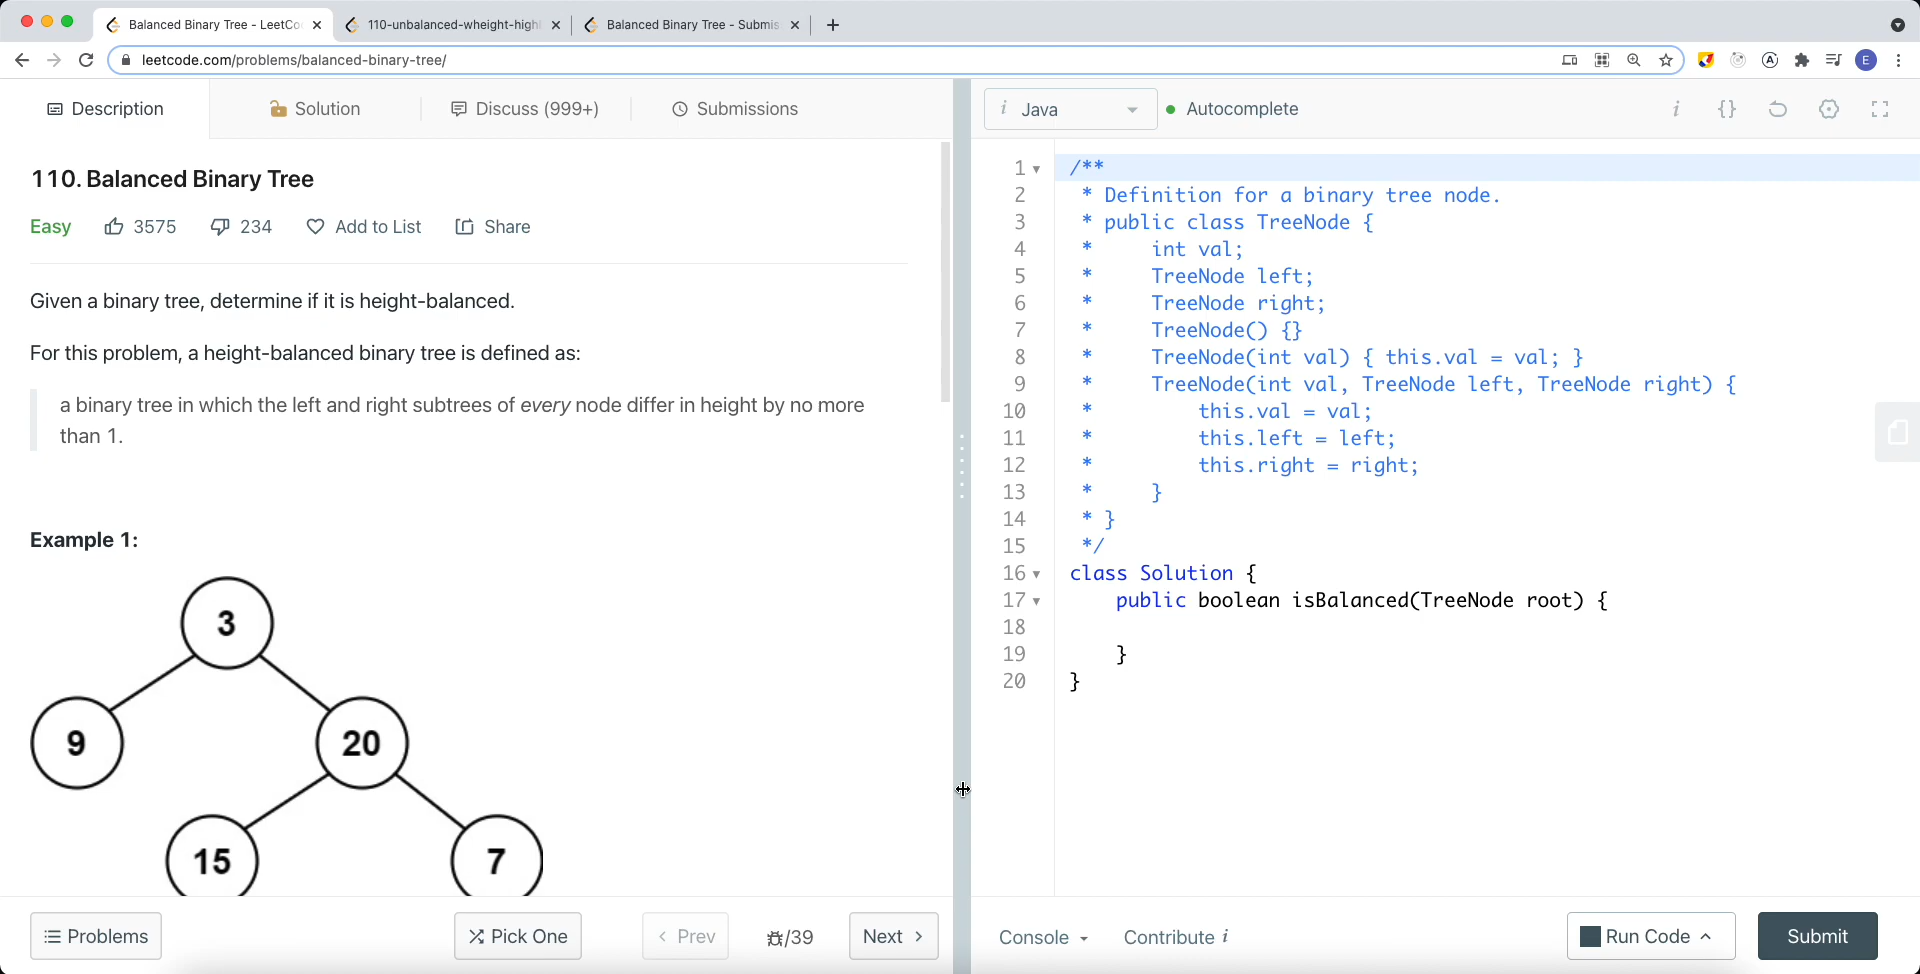 Balanced Binary Tree - LeetCo
110-unbalanced-wheight-highl
Balanced Binary Tree - Submis
leetcode.com/problems/balanced-binary-tree/
E
Description
Solution
Discuss (999+)
Submissions
110. Balanced Binary Tree
Easy 3575 234 Add to List Share
Given a binary tree, determine if it is height-balanced.
For this problem, a height-balanced binary tree is defined as:
a binary tree in which the left and right subtrees of every node differ in height by no more
than 1.
Example 1:
3
9
20
15
7
Problems
Pick One
Prev
/39
Next
i Java
Autocomplete
i {}
1 /**
2 * Definition for a binary tree node.
3 * public class TreeNode {
4 * int val;
5 * TreeNode left;
6 * TreeNode right;
7 * TreeNode() {}
8 * TreeNode(int val) { this.val = val; }
9 * TreeNode(int val, TreeNode left, TreeNode right) {
10 * this.val = val;
11 * this.left = left;
12 * this.right = right;
13 * }
14 * }
15 */
16 class Solution {
17 public boolean isBalanced(TreeNode root) {
18
19 }
20 }
Console
Contribute i
Run Code
Submit